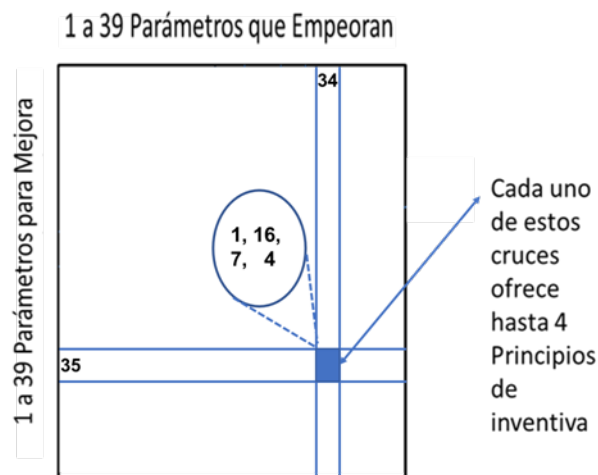 1 a 39 Parámetros que Empeoran
1 a 39 Parámetros para Mejora
34
1, 16,
7, 4
35
Cada uno
de estos
cruces
ofrece
hasta 4
Principios
de
inventiva